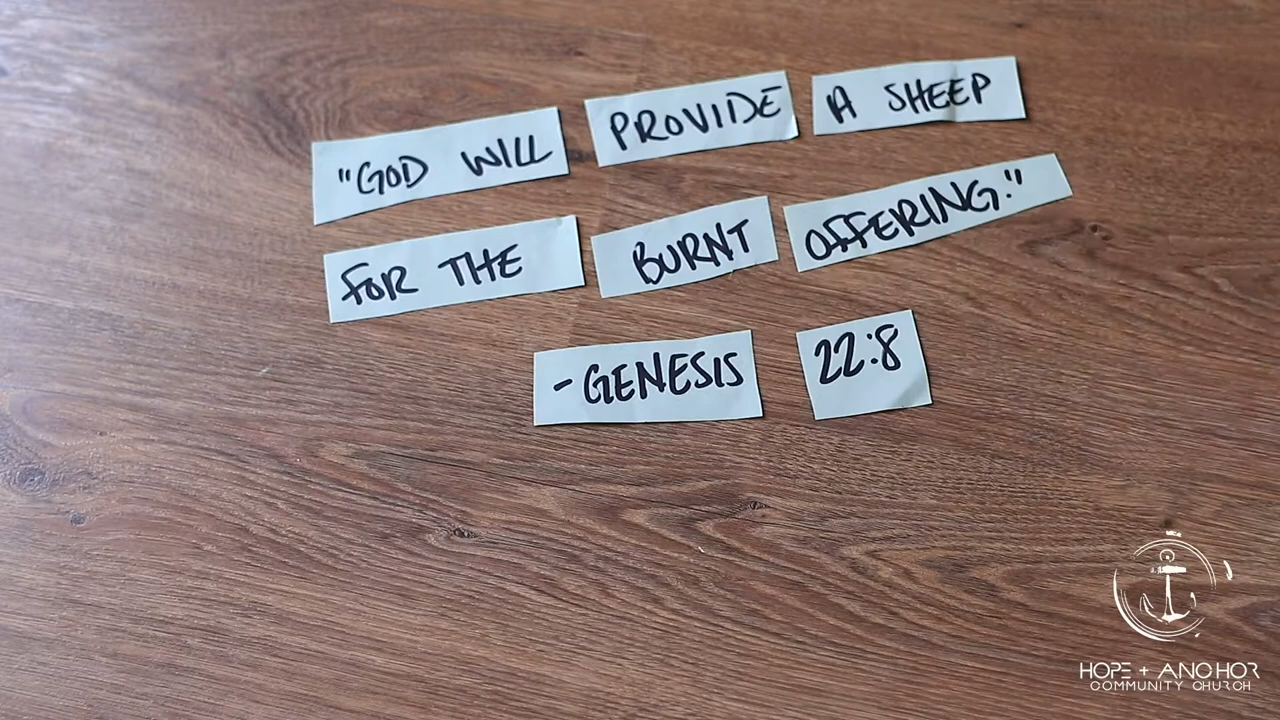 "GOD WILL PROVIDE A SHEEP
FOR THE BURNT OFFERING."
- GENESIS 22:8
HOPE + ANCHOR
COMMUNITY CHURCH